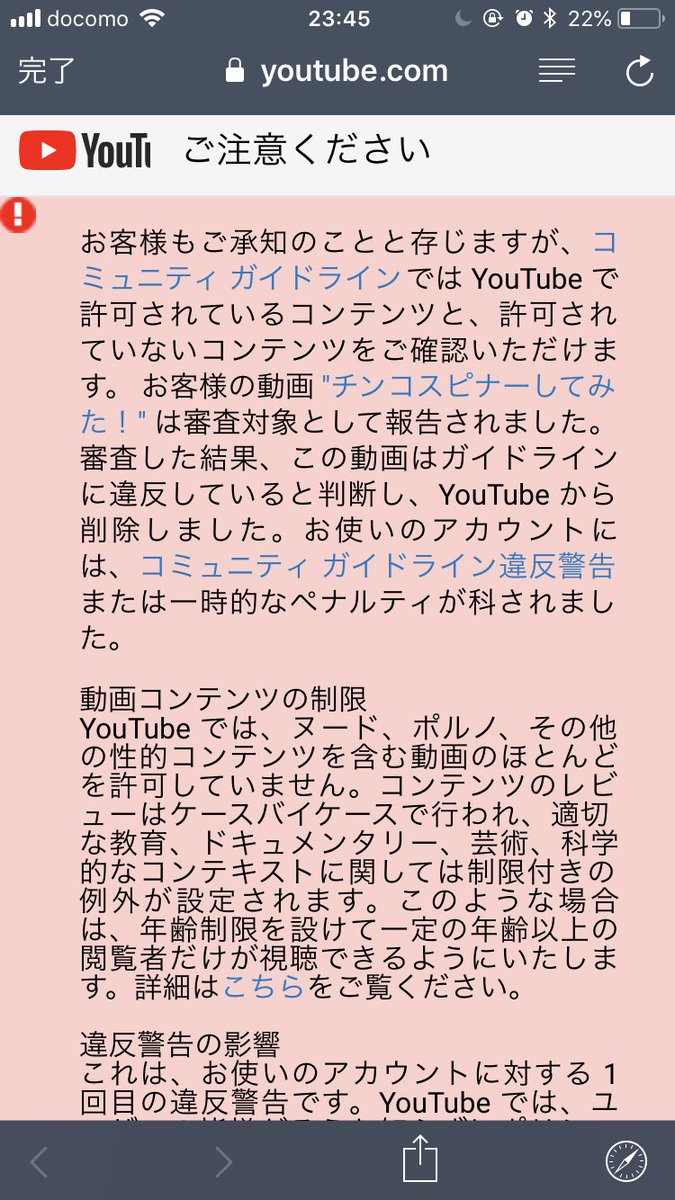 docomo 23:45 22%
完了 youtube.com
YouTu ご注意ください
お客様もご承知のことと存じますが、コ
ミュニティ ガイドラインでは YouTube で
許可されているコンテンツと、許可され
ていないコンテンツをご確認いただけま
す。 お客様の動画 "チンコスピナーしてみ
た！" は審査対象として報告されました。
審査した結果、この動画はガイドライン
に違反していると判断し、YouTube から
削除しました。お使いのアカウントに
は、コミュニティ ガイドライン違反警告
または一時的なペナルティが科されまし
た。
動画コンテンツの制限
YouTube では、ヌード、ポルノ、その他
の性的コンテンツを含む動画のほとんど
を許可していません。コンテンツのレビ
ューはケースバイケースで行われ、適切
な教育、ドキュメンタリー、芸術、科学
的なコンテキストに関しては制限付きの
例外が設定されます。このような場合
は、年齢制限を設けて一定の年齢以上の
閲覧者だけが視聴できるようにいたしま
す。詳細はこちらをご覧ください。
違反警告の影響
これは、お使いのアカウントに対する 1
回目の違反警告です。YouTube では、ユ